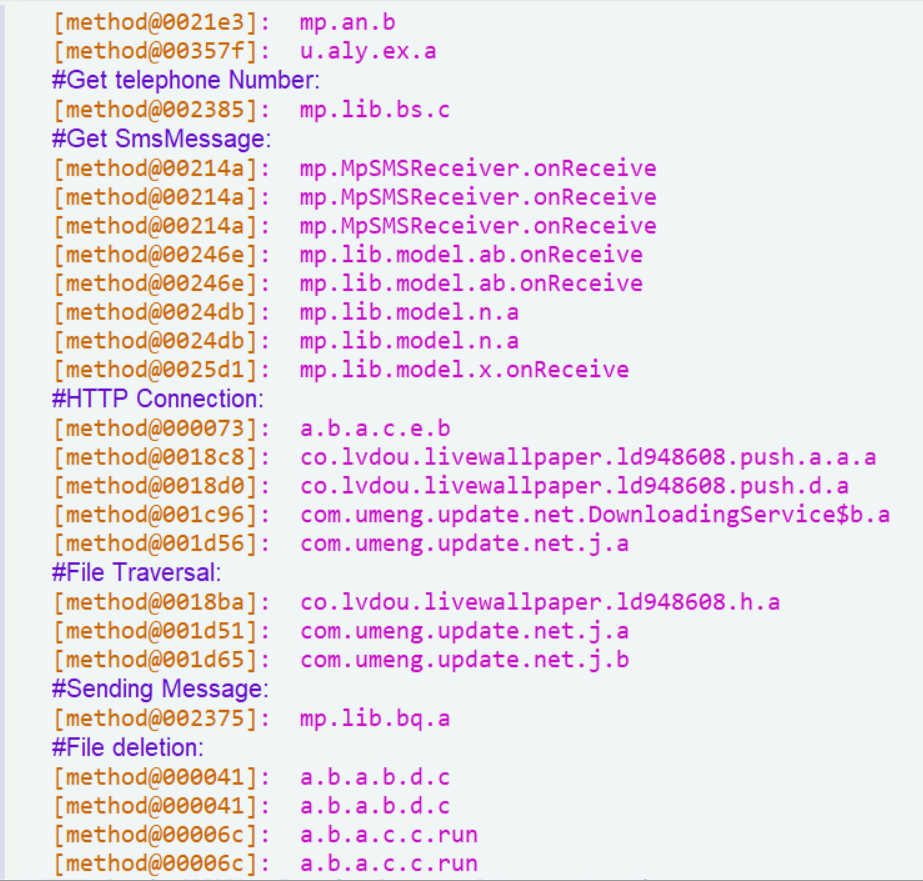 [method@0021e3]: mp.an.b
[method@00357f]: u.aly.ex.a
#Get telephone Number:
[method@002385]: mp.lib.bs.c
#Get SmsMessage:
[method@00214a]: mp.MpSMSReceiver.onReceive
[method@00214a]: mp.MpSMSReceiver.onReceive
[method@00214a]: mp.MpSMSReceiver.onReceive
[method@00246e]: mp.lib.model.ab.onReceive
[method@00246e]: mp.lib.model.ab.onReceive
[method@0024db]: mp.lib.model.n.a
[method@0024db]: mp.lib.model.n.a
[method@0025d1]: mp.lib.model.x.onReceive
#HTTP Connection:
[method@000073]: a.b.a.c.e.b
[method@0018c8]: co.lvdou.livewallpaper.ld948608.push.a.a.a
[method@0018d0]: co.lvdou.livewallpaper.ld948608.push.d.a
[method@001c96]: com.umeng.update.net.DownloadingService$b.a
[method@001d56]: com.umeng.update.net.j.a
#File Traversal:
[method@0018ba]: co.lvdou.livewallpaper.ld948608.h.a
[method@001d51]: com.umeng.update.net.j.a
[method@001d65]: com.umeng.update.net.j.b
#Sending Message:
[method@002375]: mp.lib.bq.a
#File deletion:
[method@000041]: a.b.a.b.d.c
[method@000041]: a.b.a.b.d.c
[method@00006c]: a.b.a.c.c.run
[method@00006c]: a.b.a.c.c.run